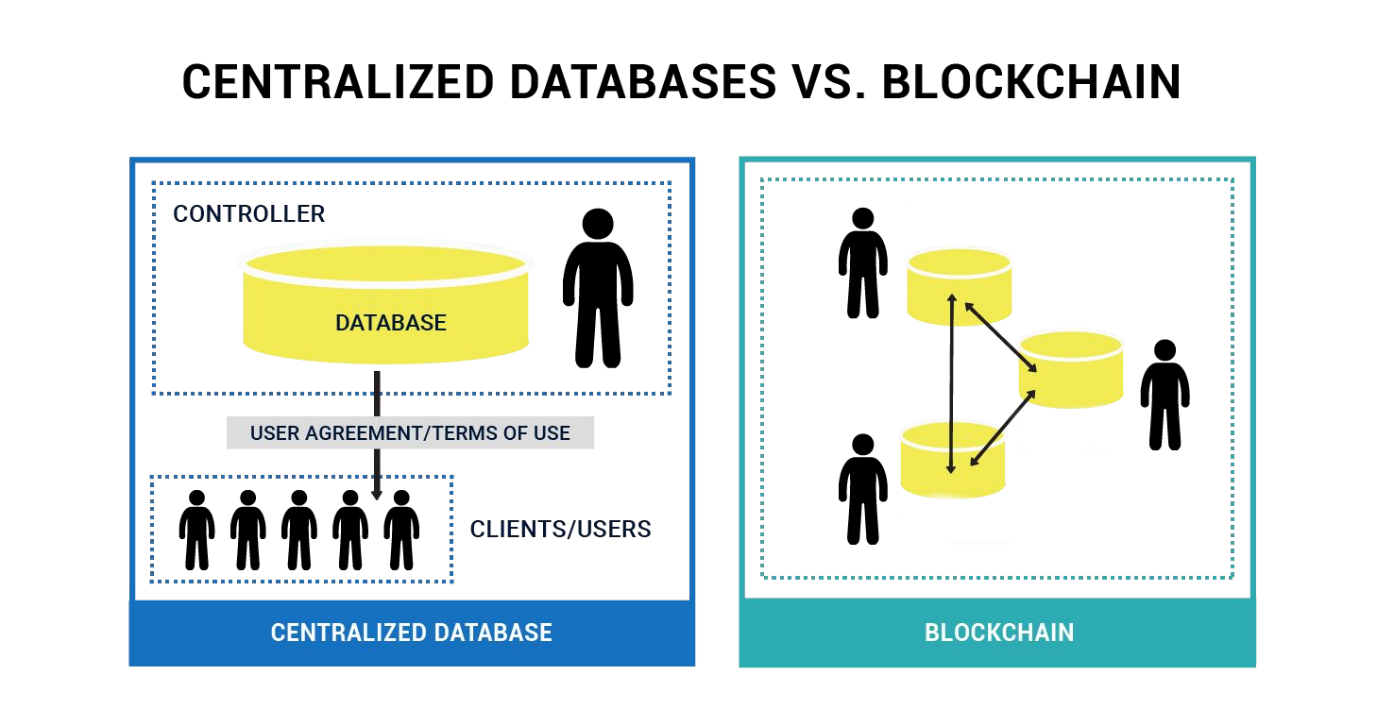 CENTRALIZED DATABASES VS. BLOCKCHAIN
CONTROLLER
DATABASE
USER AGREEMENT/TERMS OF USE
CLIENTS/USERS
CENTRALIZED DATABASE
BLOCKCHAIN